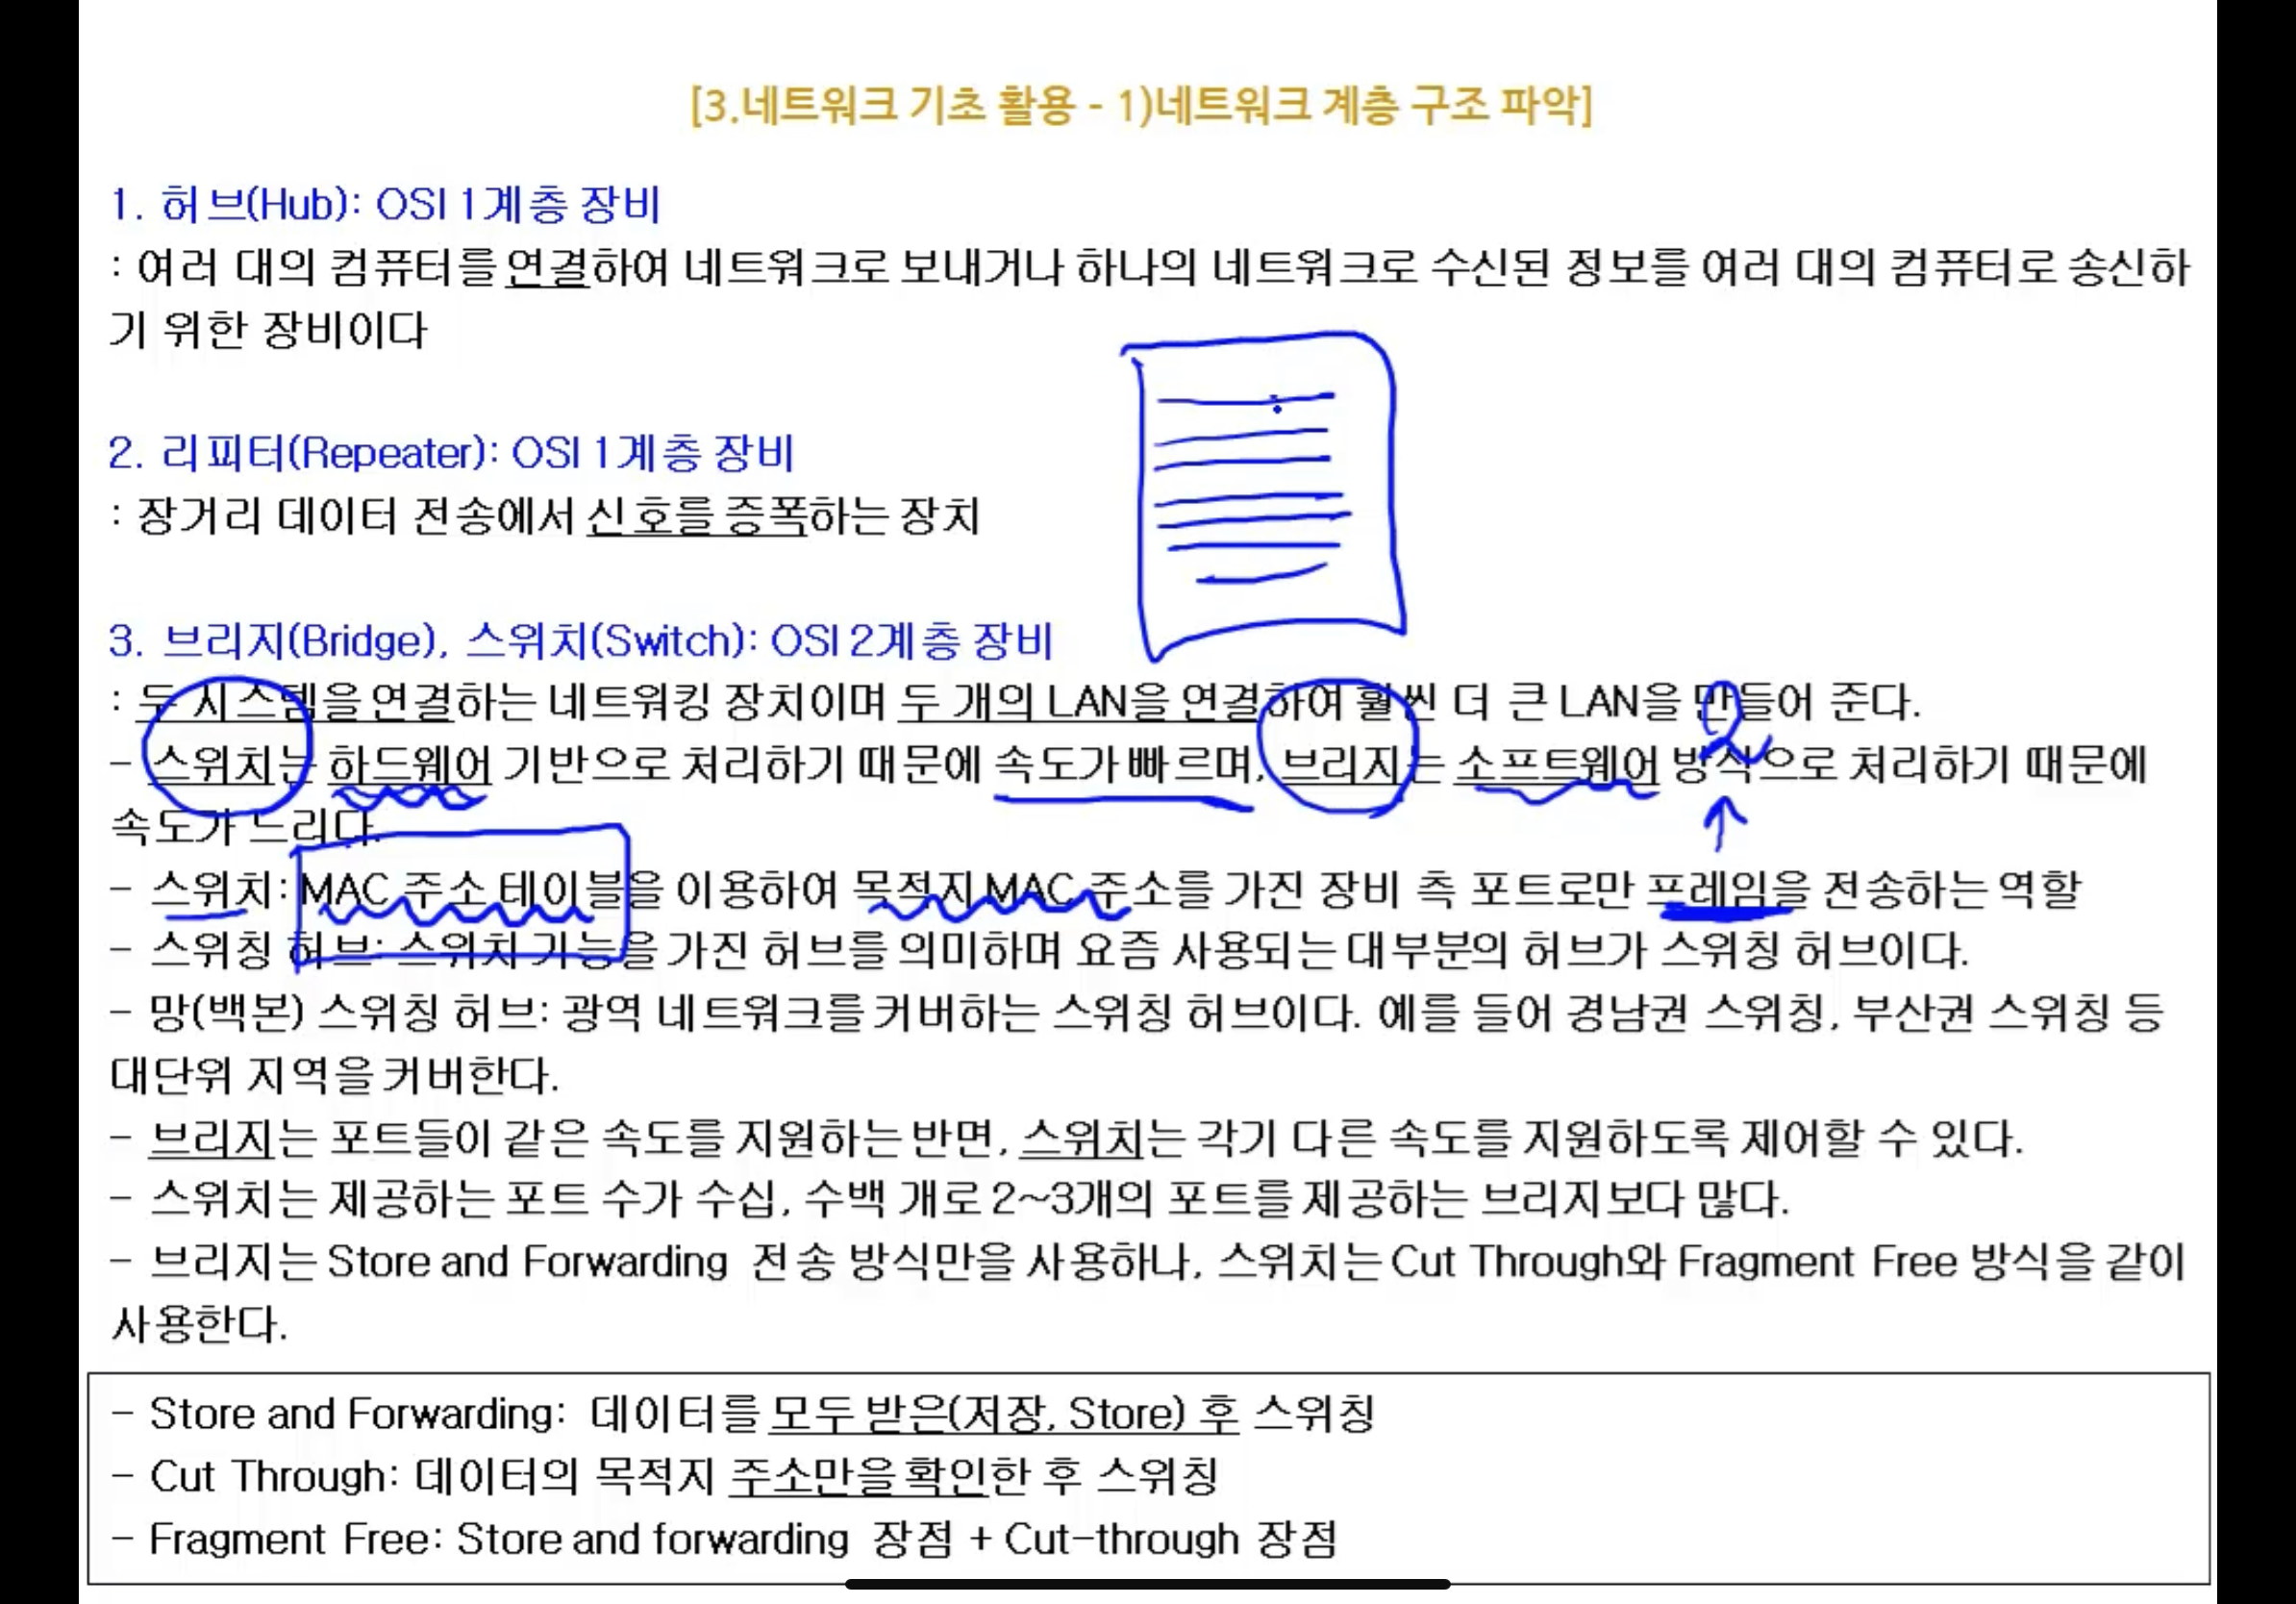 [3.네트워크 기초 활용 - 1)네트워크 계층 구조 파악]
1. 허브(Hub): OSI 1계층 장비
: 여러 대의 컴퓨터를 연결하여 네트워크로 보내거나 하나의 네트워크로 수신된 정보를 여러 대의 컴퓨터로 송신하
기 위한 장비이다
2. 리피터(Repeater): OSI 1계층 장비
: 장거리 데이터 전송에서 신호를 증폭하는 장치
3. 브리지(Bridge), 스위치(Switch): OSI 2계층 장비
: 두 시스템을 연결하는 네트워킹 장치이며 두 개의 LAN을 연결하여 훨씬 더 큰 LAN을 만들어 준다.
- 스위치는 하드웨어 기반으로 처리하기 때문에 속도가 빠르며, 브리지는 소프트웨어 방식으로 처리하기 때문에
속도가 느리다.
- 스위치: MAC 주소 테이블을 이용하여 목적지 MAC 주소를 가진 장비 측 포트로만 프레임을 전송하는 역할
- 스위칭 허브: 스위치 기능을 가진 허브를 의미하며 요즘 사용되는 대부분의 허브가 스위칭 허브이다.
- 망(백본) 스위칭 허브: 광역 네트워크를 커버하는 스위칭 허브이다. 예를 들어 경남권 스위칭, 부산권 스위칭 등
대단위 지역을 커버한다.
- 브리지는 포트들이 같은 속도를 지원하는 반면, 스위치는 각기 다른 속도를 지원하도록 제어할 수 있다.
- 스위치는 제공하는 포트 수가 수십, 수백 개로 2~3개의 포트를 제공하는 브리지보다 많다.
- 브리지는 Store and Forwarding 전송 방식만을 사용하나, 스위치는 Cut Through와 Fragment Free 방식을 같이
사용한다.
- Store and Forwarding: 데이터를 모두 받은(저장, Store) 후 스위칭
- Cut Through: 데이터의 목적지 주소만을 확인한 후 스위칭
- Fragment Free: Store and forwarding 장점 + Cut-through 장점